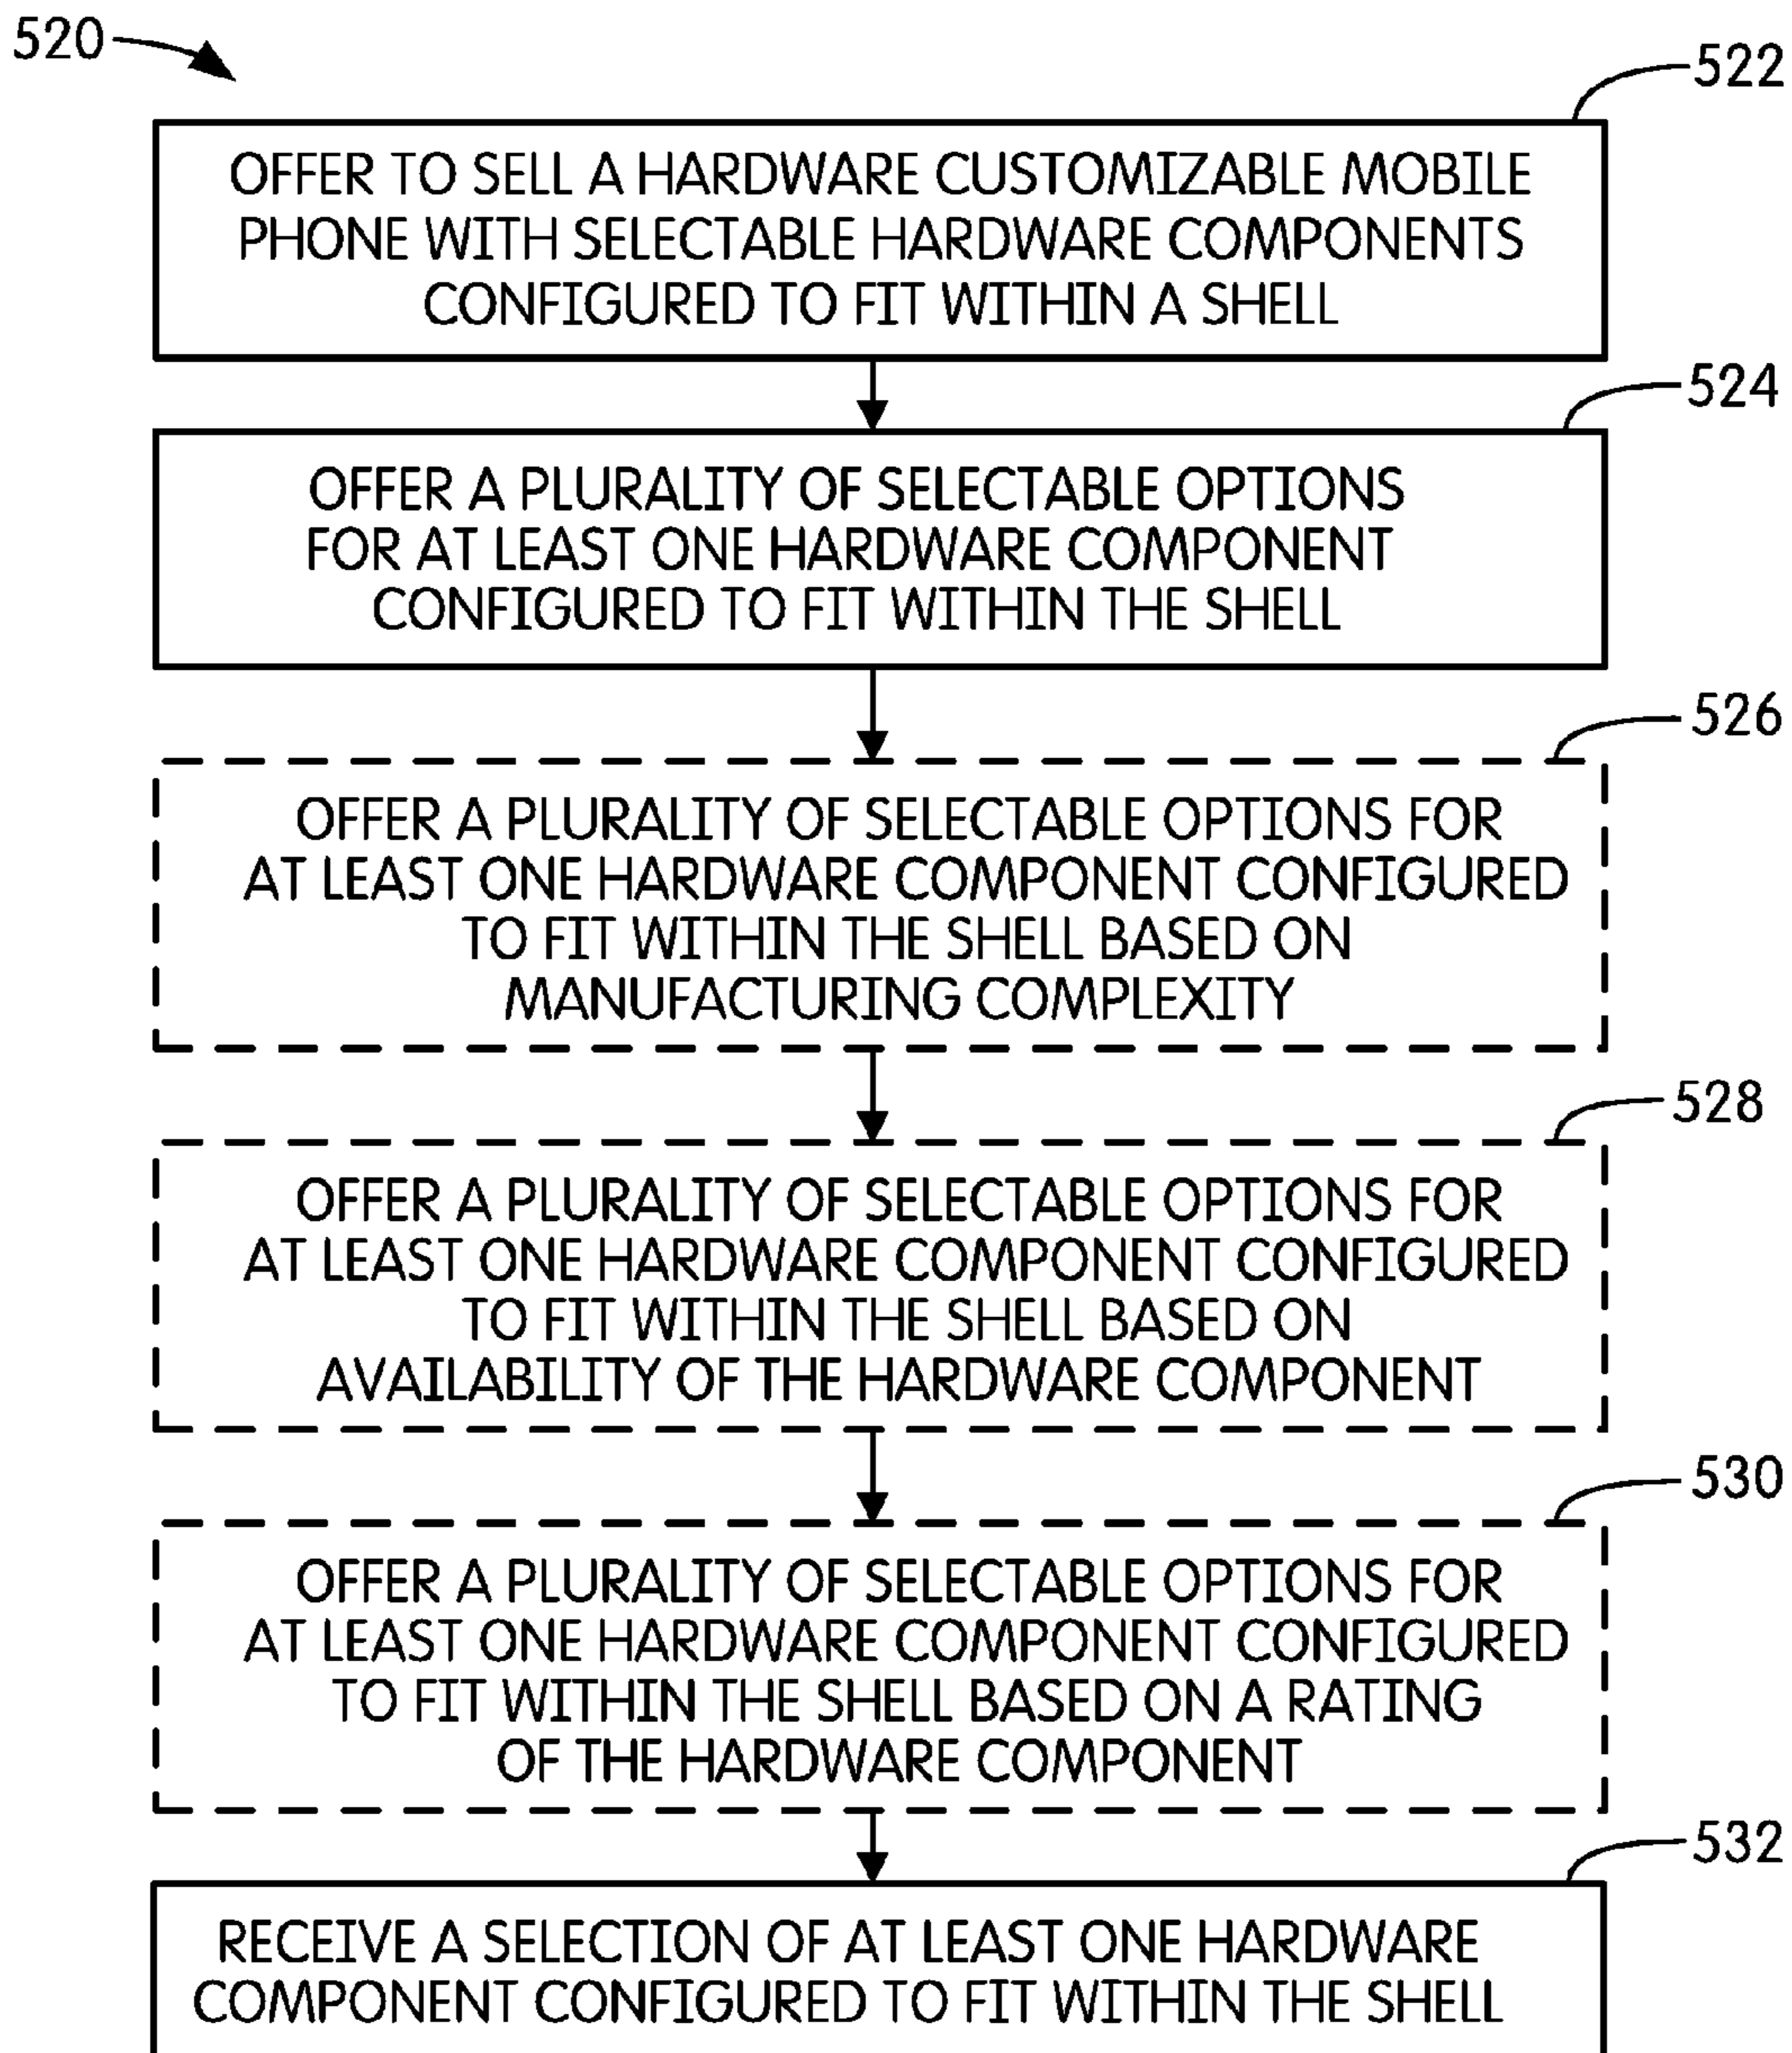 520
522
OFFER TO SELL A HARDWARE CUSTOMIZABLE MOBILE
PHONE WITH SELECTABLE HARDWARE COMPONENTS
CONFIGURED TO FIT WITHIN A SHELL
524
OFFER A PLURALITY OF SELECTABLE OPTIONS
FOR AT LEAST ONE HARDWARE COMPONENT
CONFIGURED TO FIT WITHIN THE SHELL
526
OFFER A PLURALITY OF SELECTABLE OPTIONS FOR
AT LEAST ONE HARDWARE COMPONENT CONFIGURED
TO FIT WITHIN THE SHELL BASED ON
MANUFACTURING COMPLEXITY
528
OFFER A PLURALITY OF SELECTABLE OPTIONS FOR
AT LEAST ONE HARDWARE COMPONENT CONFIGURED
TO FIT WITHIN THE SHELL BASED ON
AVAILABILITY OF THE HARDWARE COMPONENT
530
OFFER A PLURALITY OF SELECTABLE OPTIONS FOR
AT LEAST ONE HARDWARE COMPONENT CONFIGURED
TO FIT WITHIN THE SHELL BASED ON A RATING
OF THE HARDWARE COMPONENT
532
RECEIVE A SELECTION OF AT LEAST ONE HARDWARE
COMPONENT CONFIGURED TO FIT WITHIN THE SHELL